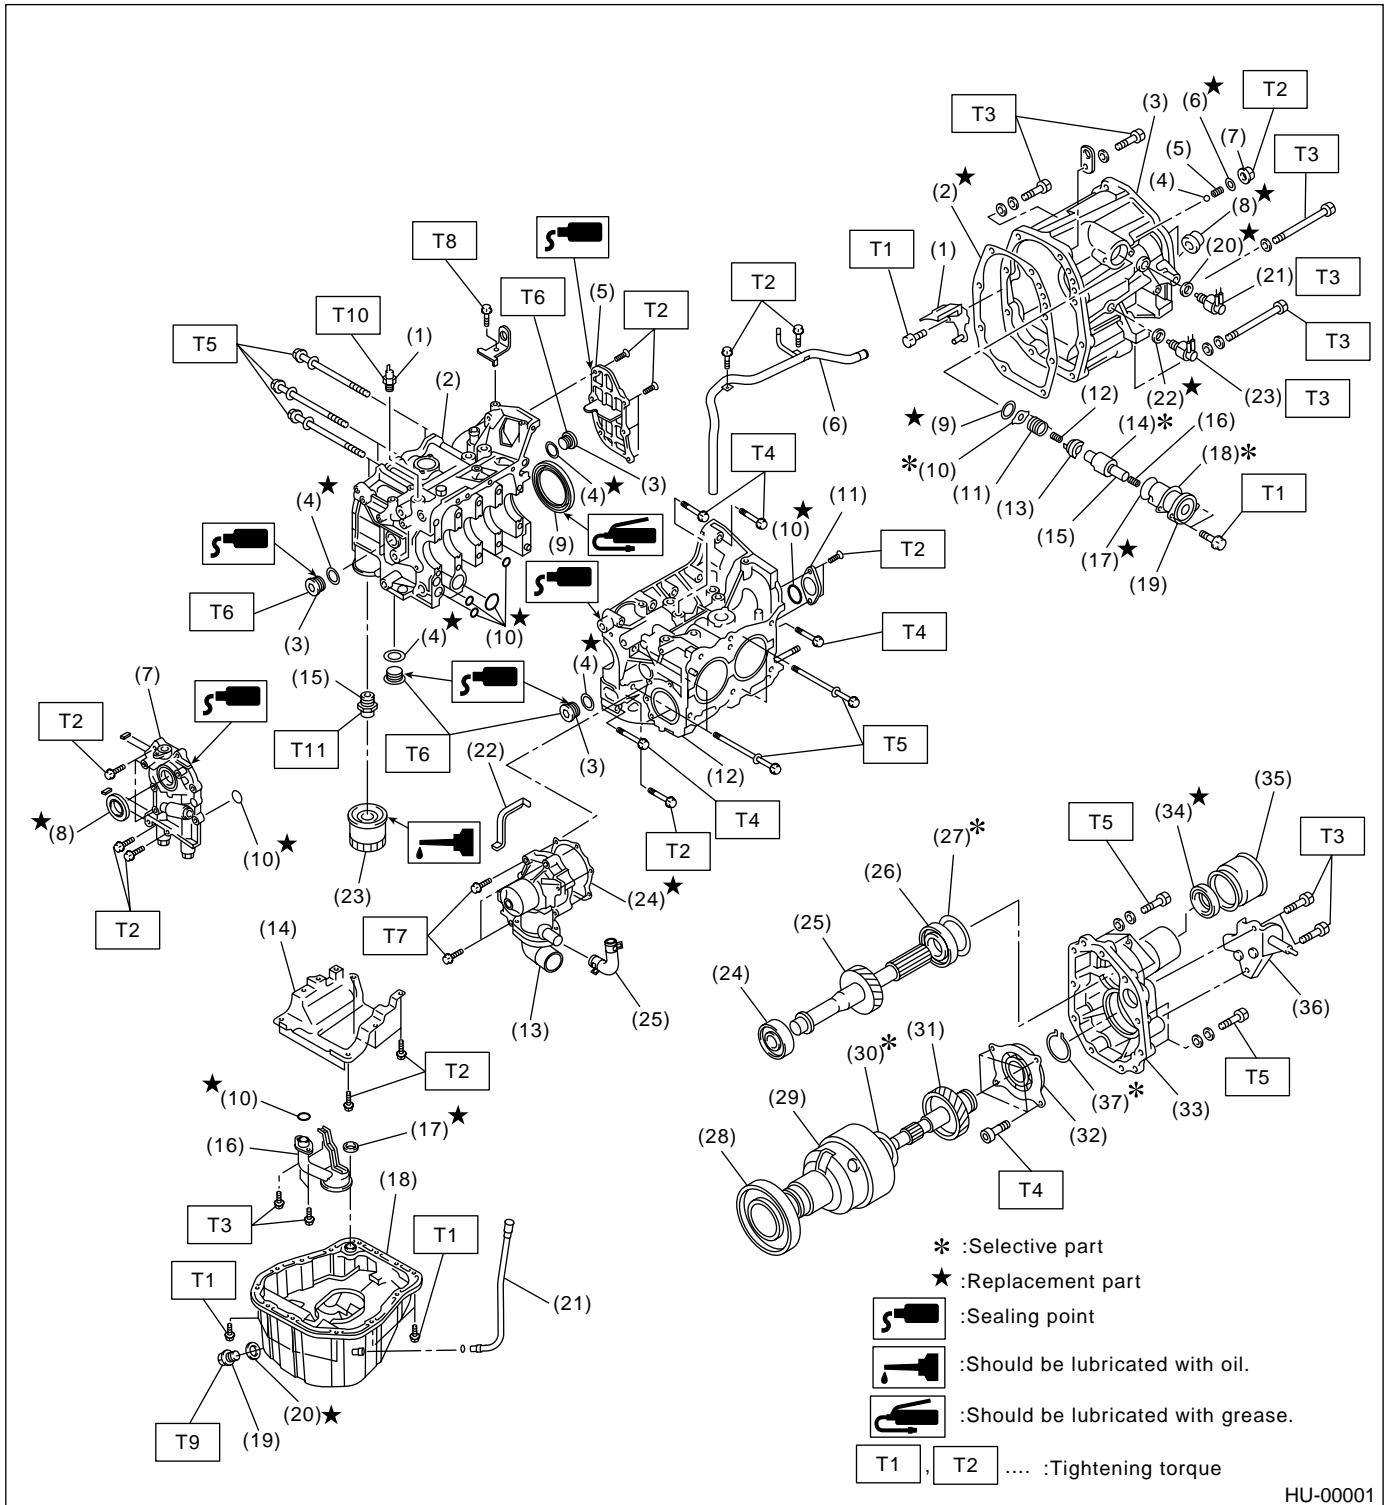 T3
(6)★
T2
(3)
(7)
(5)
T3
(4)
(2)★
(8)★
T8
T1
(1)
(20)★
T6
(5)
T2
T2
(21)
T3
T10
(1)
T5
(2)
T3
(6)
(22)★
(23)
T3
★(9)
(12)
(14)*
(16)
*(10)
(18)*
T4
(4)★
(4)★
(3)
(11)
(11)
(13)
T1
(9)
(10)★
(15)
(17)★
T2
(19)
T6
(3)
(4)★
(10)★
T4
(4)★
(15)
(7)
T2
T11
T6
(22)
(3)
(12)
T5
★(8)
(10)★
T4
T2
(23)
(24)★
(27)*
T5
(34)★
(35)
T3
(26)
T2
(14)
T7
(25)
(24)
(13)
(25)
(36)
(31)
(30)*
T2
T5
(29)
(37)*
(33)
(32)
★(10)
(17)★
(28)
(16)
T4
(18)
T3
T1
T1
(21)
* :Selective part
★ :Replacement part
:Sealing point
:Should be lubricated with oil.
(20)★
:Should be lubricated with grease.
T9
(19)
T1 , T2 .... :Tightening torque
HU-00001